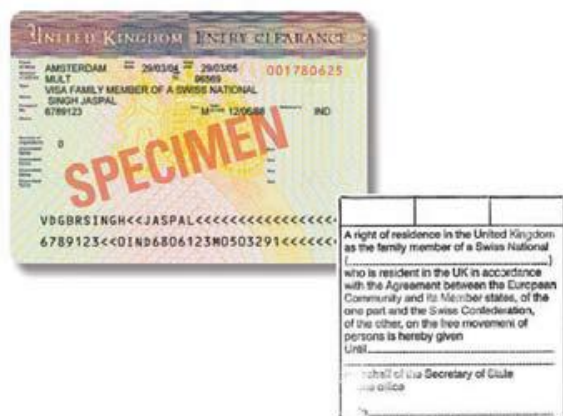 UNITED KINGDOM ENTRY CLEARANCE
AMSTERDAM 29/03/04 29/03/05 001780625
MULT 96569
VISA FAMILY MEMBER OF A SWISS NATIONAL
SINGH JASPAL
6789123 M 12/06/68 IND
0
SPECIMEN
VDGBRSINGH<<JASPAL<<<<<<<<<<<<<<<<<
6789123<<0IND6806123M0503291<<<<<<
A right of residence in the United Kingdom
as the family member of a Swiss National
(____________________)
who is resident in the UK in accordance
with the Agreement between the European
Community and its Member states, of the
one part and the Swiss Confederation,
of the other, on the free movement of
persons is hereby given
Until
behalf of the Secretary of State
office